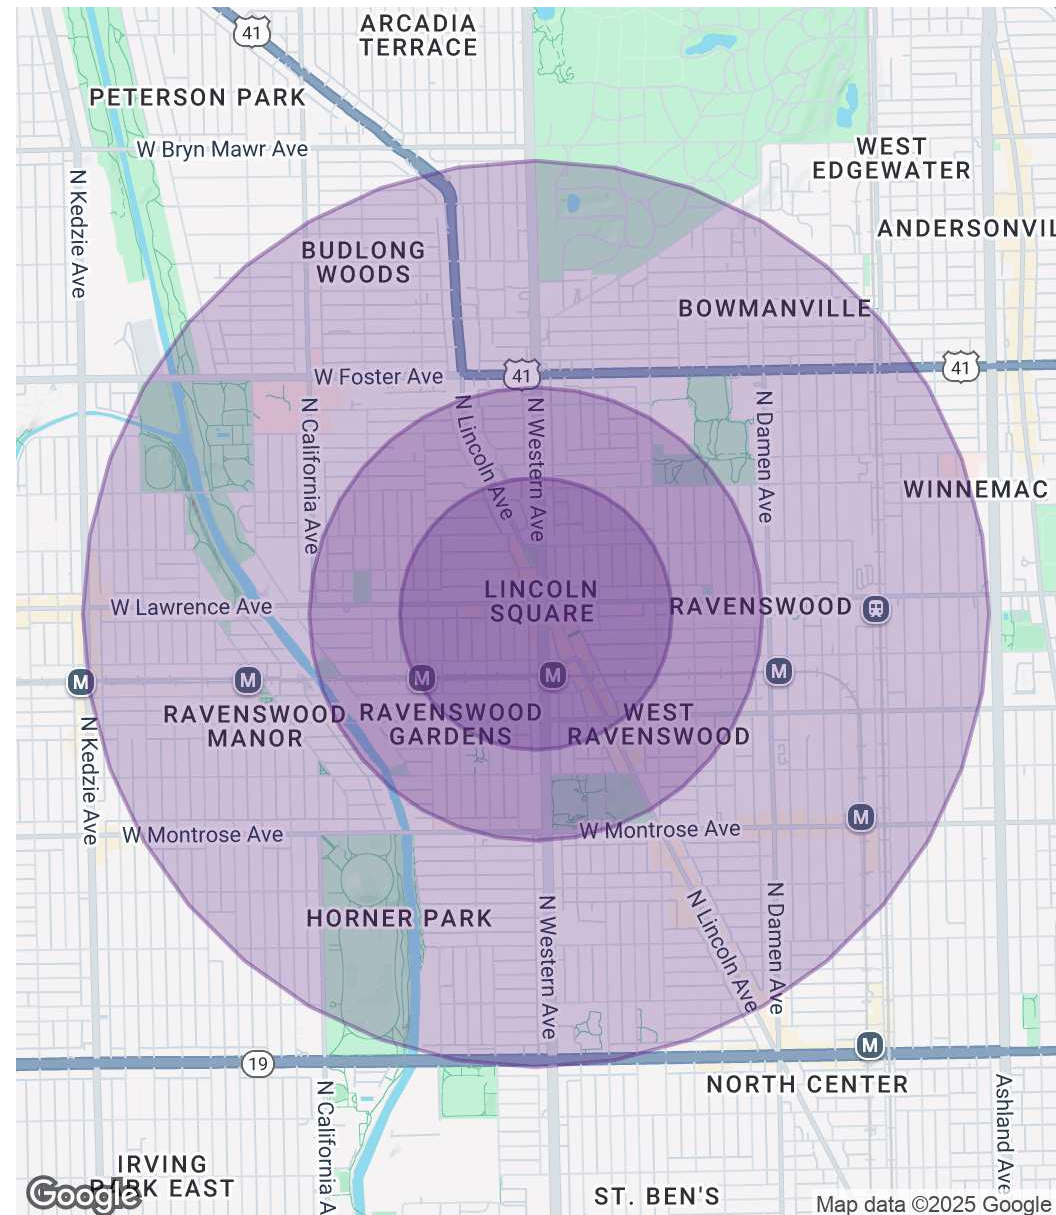 41
ARCADIA
TERRACE
PETERSON PARK
W Bryn Mawr Ave
WEST
EDGEWATER
N Kedzie Ave
ANDERSONVIL
BUDLONG
WOODS
BOWMANVILLE
W Foster Ave
41
41
N California Ave
N Lincoln Ave
N Western Ave
N Damen Ave
WINNEMAC
LINCOLN
SQUARE
W Lawrence Ave
RAVENSWOOD
M
M
M
M
M
RAVENSWOOD
MANOR
RAVENSWOOD
GARDENS
WEST
RAVENSWOOD
N Kedzie Ave
W Montrose Ave
W Montrose Ave
M
HORNER PARK
N Western Ave
N Lincoln Ave
N Damen Ave
19
M
NORTH CENTER
N California A
Ashland Ave
IRVING
PARK EAST
ST. BEN'S
Google
Map data ©2025 Google